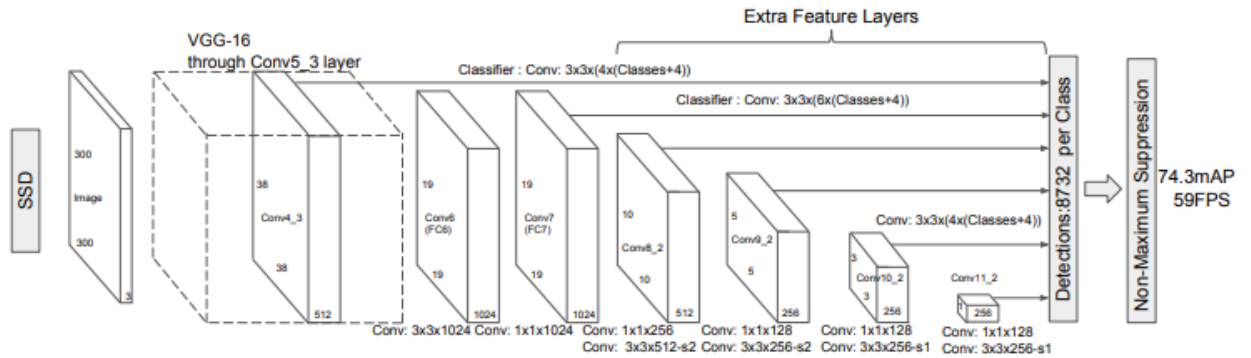 Extra Feature Layers
VGG-16
through Conv5_3 layer
Classifier : Conv: 3x3x(4x(Classes+4))
Classifier : Conv: 3x3x(6x(Classes+4))
SSD
300
Image
300
3
38
Conv4_3
38
512
19
Conv6
(FC6)
19
1024
19
Conv7
(FC7)
19
1024
10
Conv8_2
10
512
5
Conv9_2
5
256
Conv: 3x3x(4x(Classes+4))
3
Conv10_2
3
256
Conv11_2
1
256
Conv: 3x3x1024
Conv: 1x1x1024
Conv: 1x1x256
Conv: 3x3x512-s2
Conv: 1x1x128
Conv: 3x3x256-s2
Conv: 1x1x128
Conv: 3x3x256-s1
Conv: 1x1x128
Conv: 3x3x256-s1
Detections:8732 per Class
Non-Maximum Suppression
74.3mAP
59FPS